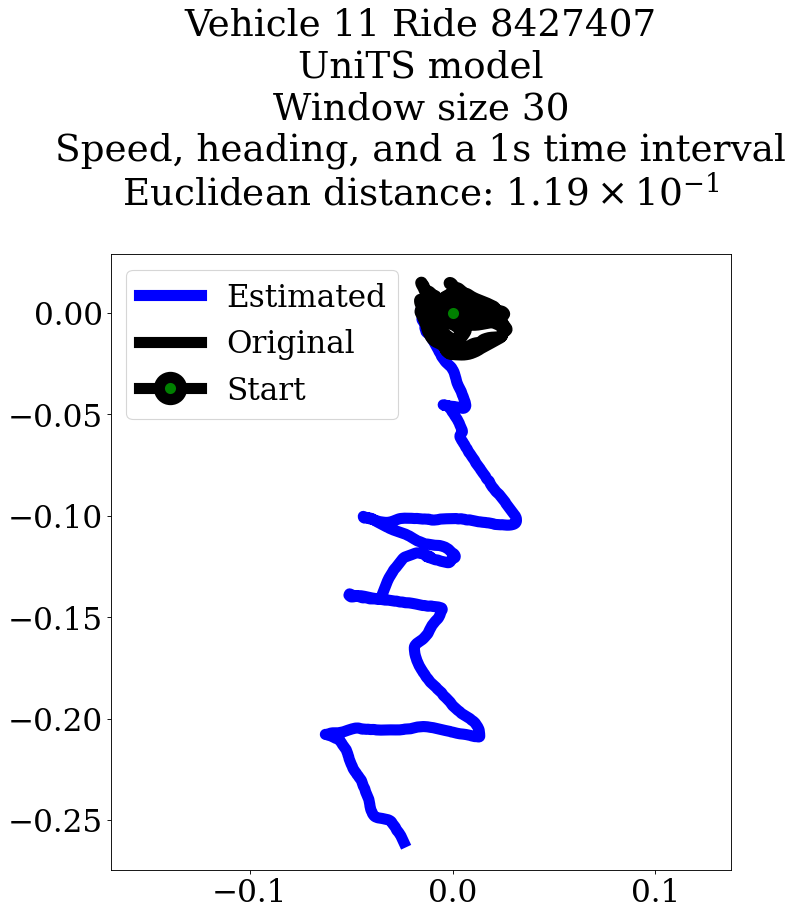 Vehicle 11 Ride 8427407
UniTS model
Window size 30
Speed, heading, and a 1s time interval
Euclidean distance: 1.19 × 10⁻¹
Estimated
Original
Start
0.00
−0.05
−0.10
−0.15
−0.20
−0.25
−0.1
0.0
0.1